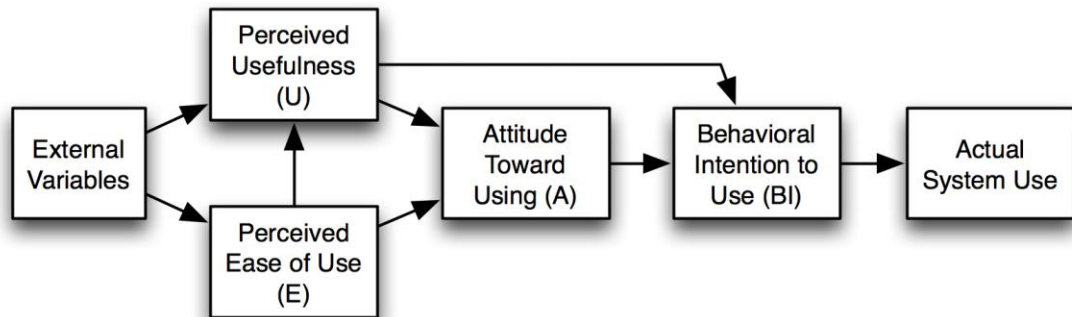 External
Variables
Perceived
Usefulness
(U)
Perceived
Ease of Use
(E)
Attitude
Toward
Using (A)
Behavioral
Intention to
Use (BI)
Actual
System Use